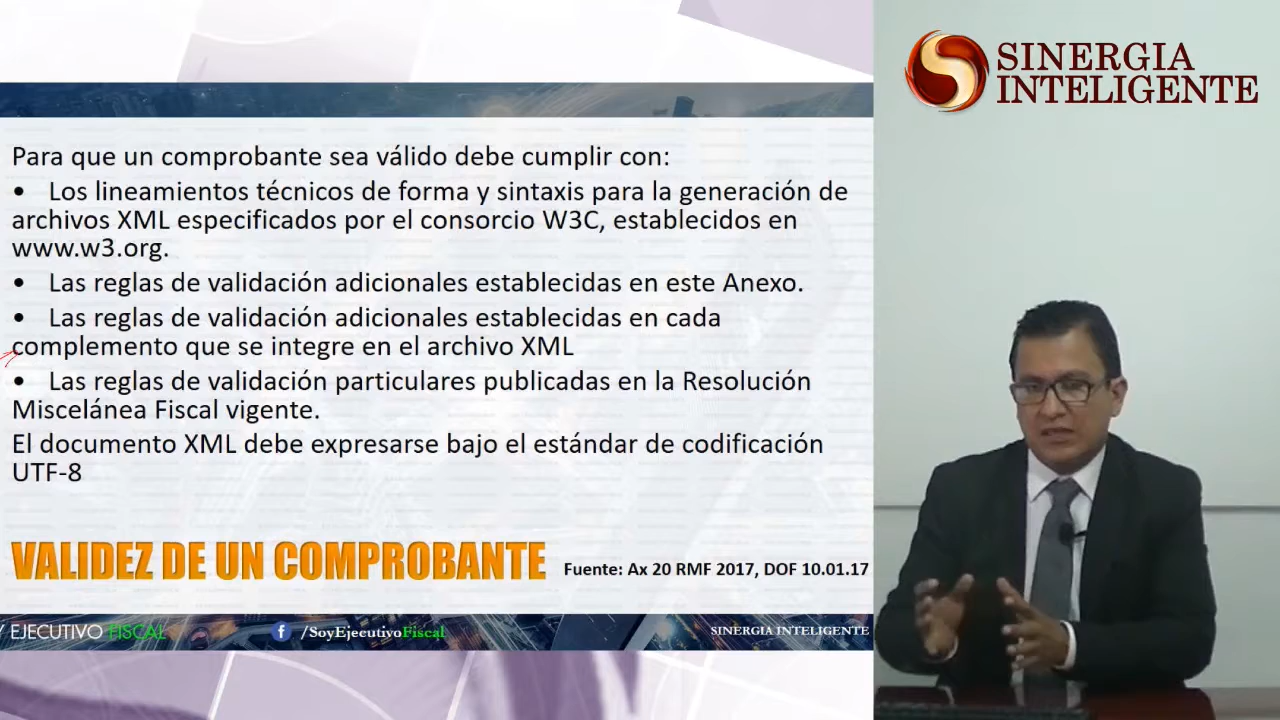 SINERGIA
INTELIGENTE
Para que un comprobante sea válido debe cumplir con:
• Los lineamientos técnicos de forma y sintaxis para la generación de
archivos XML especificados por el consorcio W3C, establecidos en
www.w3.org.
• Las reglas de validación adicionales establecidas en este Anexo.
• Las reglas de validación adicionales establecidas en cada
complemento que se integre en el archivo XML
• Las reglas de validación particulares publicadas en la Resolución
Miscelánea Fiscal vigente.
El documento XML debe expresarse bajo el estándar de codificación
UTF-8
VALIDEZ DE UN COMPROBANTE
Fuente: Ax 20 RMF 2017, DOF 10.01.17
Y EJECUTIVO FISCAL
/SoyEjecutivoFiscal
SINERGIA INTELIGENTE